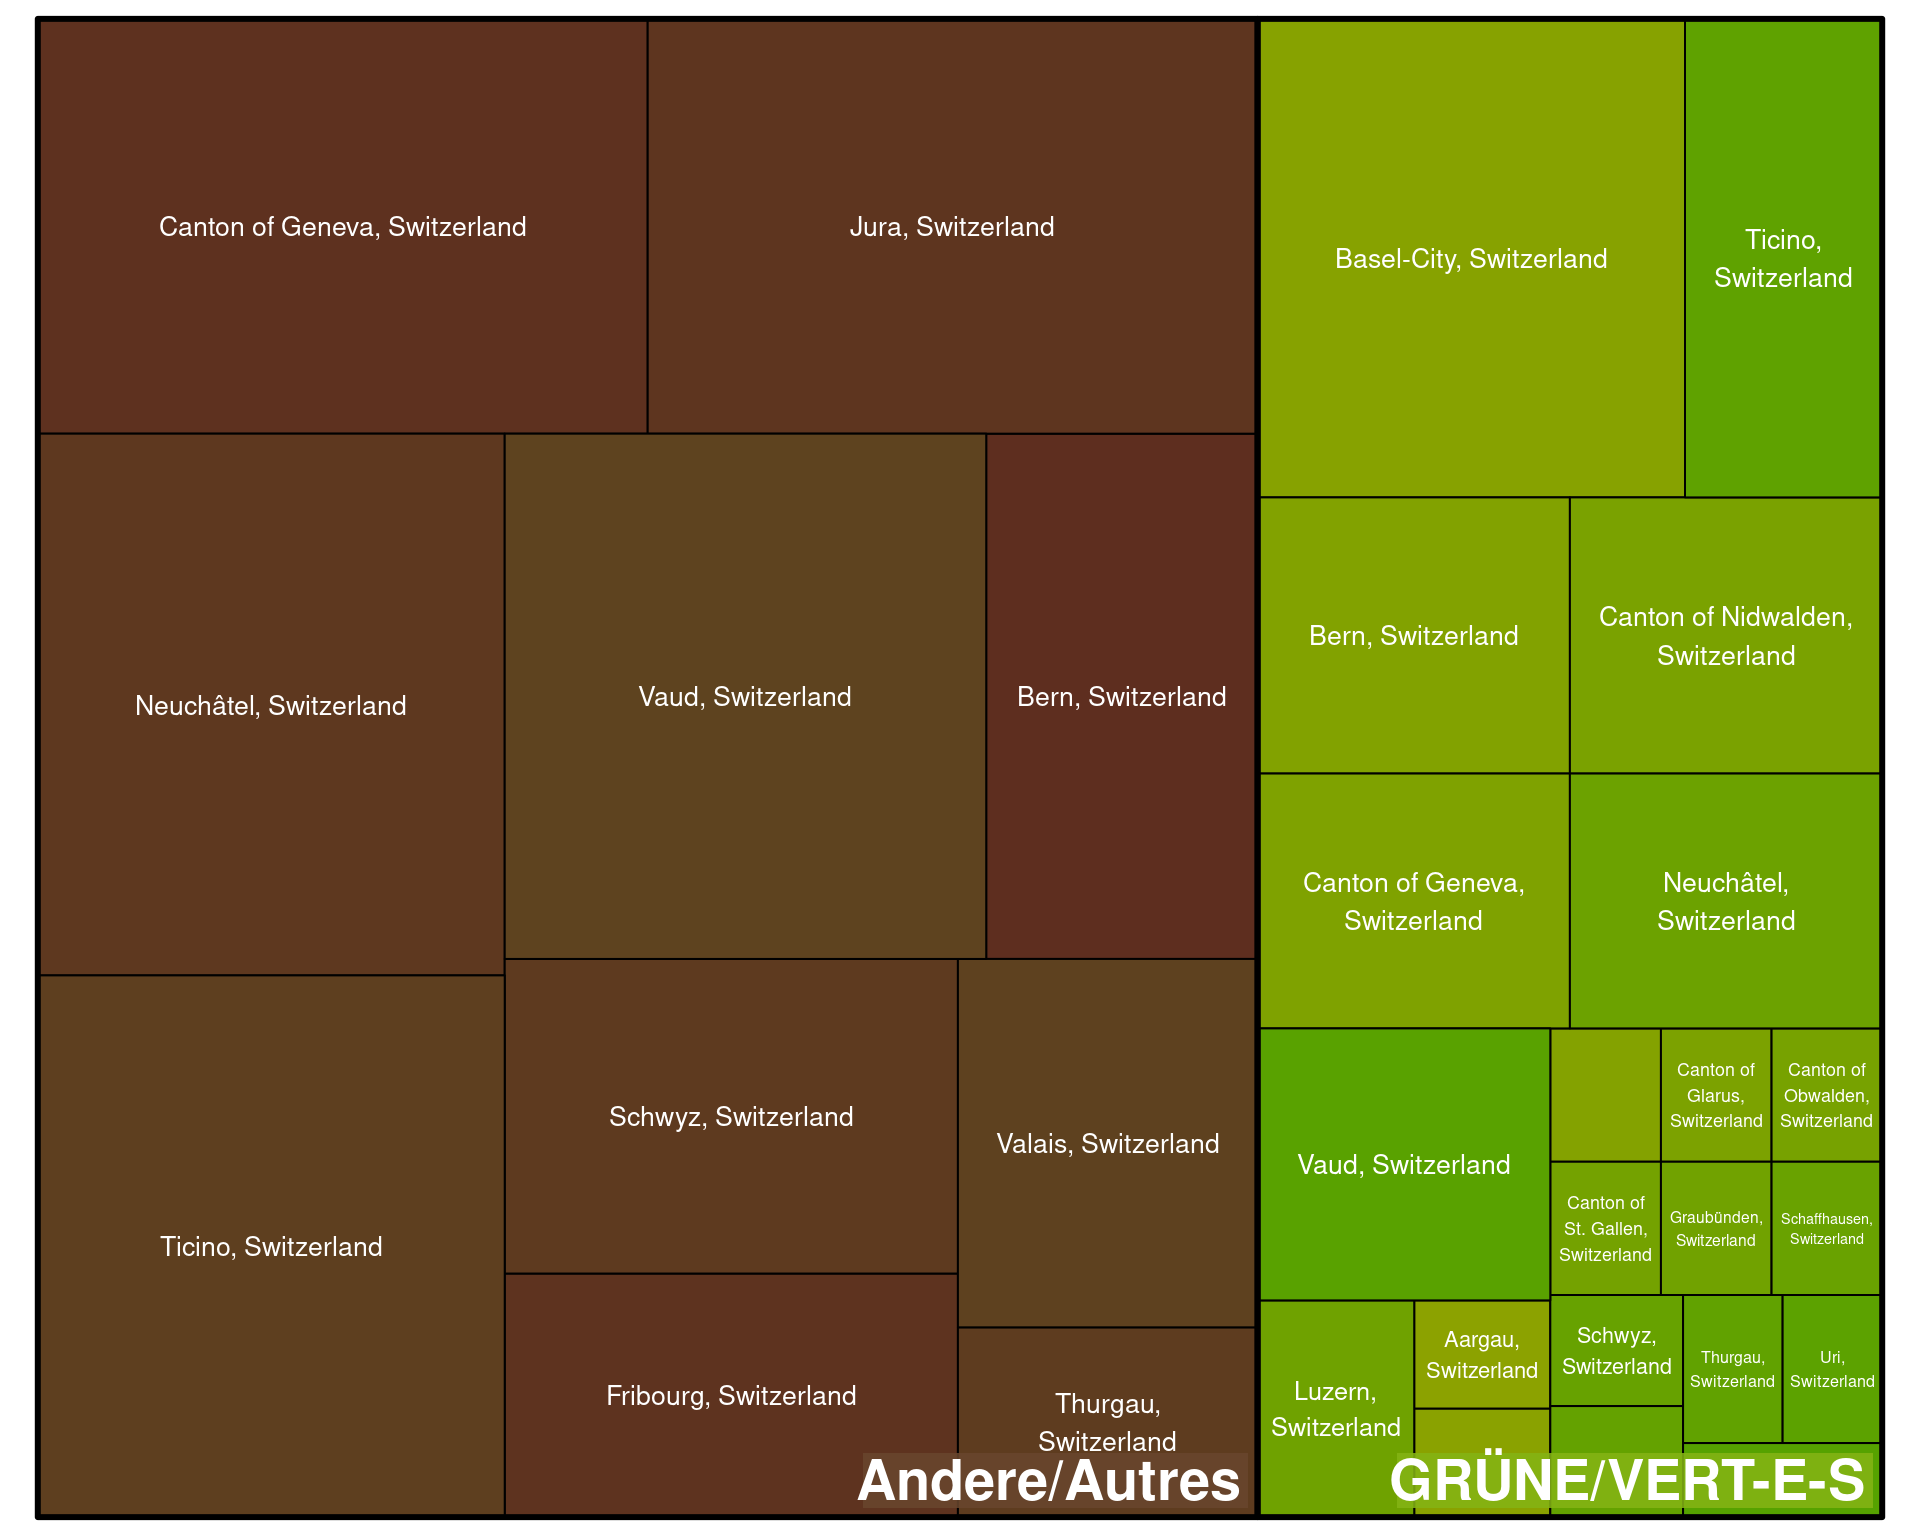 Canton of Geneva, Switzerland
Jura, Switzerland
Neuchâtel, Switzerland
Vaud, Switzerland
Bern, Switzerland
Ticino, Switzerland
Schwyz, Switzerland
Valais, Switzerland
Fribourg, Switzerland
Thurgau,
Switzerland
Andere/Autres
Basel-City, Switzerland
Ticino,
Switzerland
Bern, Switzerland
Canton of Nidwalden,
Switzerland
Canton of Geneva,
Switzerland
Neuchâtel,
Switzerland
Vaud, Switzerland
Canton of
Glarus,
Switzerland
Canton of
Obwalden,
Switzerland
Canton of
St. Gallen,
Switzerland
Graubünden,
Switzerland
Schaffhausen,
Switzerland
Luzern,
Switzerland
Aargau,
Switzerland
Schwyz,
Switzerland
Thurgau,
Switzerland
Uri,
Switzerland
GRÜNE/VERT-E-S